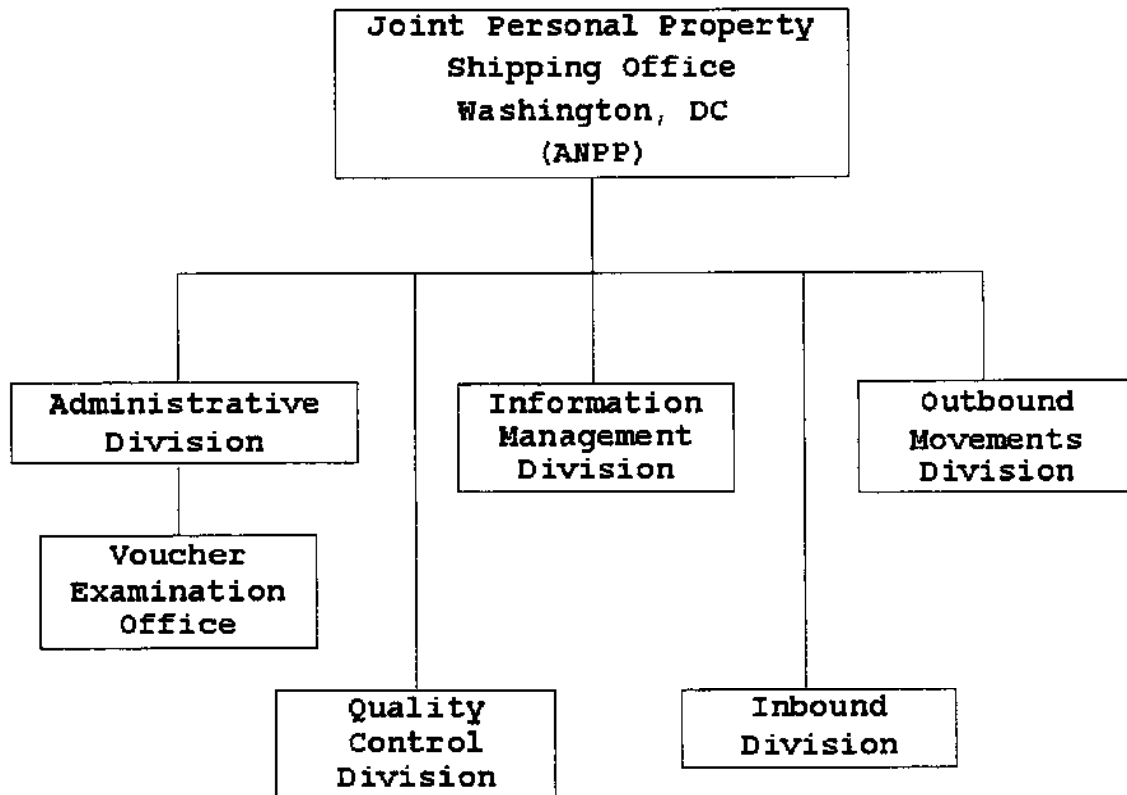 Joint Personal Property
Shipping Office
Washington, DC
(ANPP)
Administrative
Division
Information
Management
Division
Outbound
Movements
Division
Voucher
Examination
Office
Quality
Control
Division
Inbound
Division